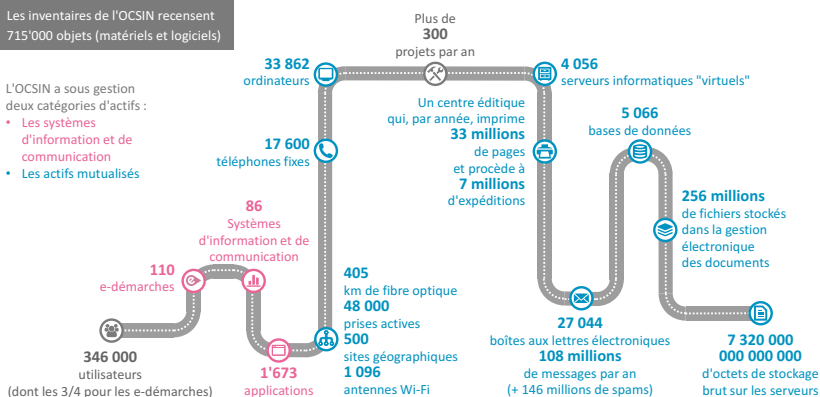 Les inventaires de l'OCSIN recensent
715'000 objets (matériels et logiciels)
L'OCSIN a sous gestion
deux catégories d'actifs :
• Les systèmes
d'information et de
communication
• Les actifs mutualisés
346 000
utilisateurs
(dont les 3/4 pour les e-démarches)
110
e-démarches
86
Systèmes
d'information et de
communication
1'673
applications
405
km de fibre optique
48 000
prises actives
500
sites géographiques
1 096
antennes Wi-Fi
17 600
téléphones fixes
33 862
ordinateurs
Plus de
300
projets par an
4 056
serveurs informatiques "virtuels"
Un centre éditique
qui, par année, imprime
33 millions
de pages
et procède à
7 millions
d'expéditions
27 044
boîtes aux lettres électroniques
108 millions
de messages par an
(+ 146 millions de spams)
5 066
bases de données
256 millions
de fichiers stockés
dans la gestion
électronique
des documents
7 320 000
000 000 000
d'octets de stockage
brut sur les serveurs